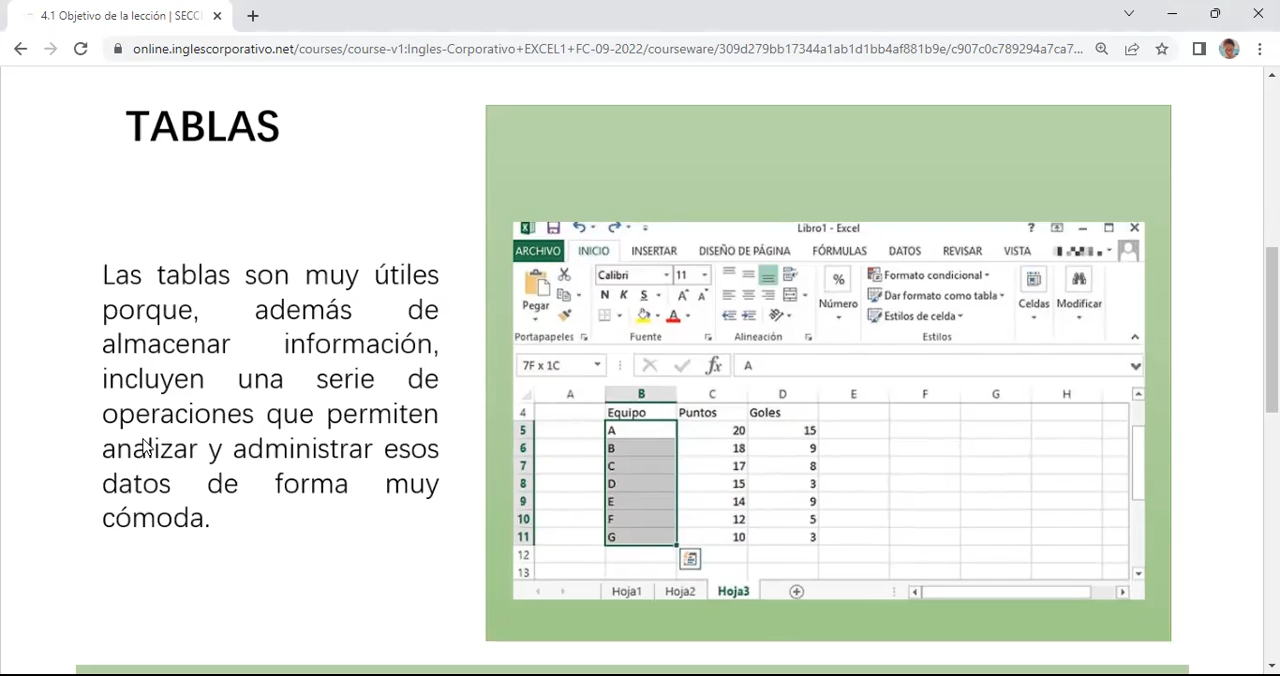 4.1 Objetivo de la lección | SECC
online.inglescorporativo.net/courses/course-v1:Ingles-Corporativo+EXCEL1+FC-09-2022/courseware/309d279bb17344a1ab1d1bb4af881b9e/c907c0c789294a7ca7...
TABLAS
Las tablas son muy útiles
porque, además de
almacenar información,
incluyen una serie de
operaciones que permiten
analizar y administrar esos
datos de forma muy
cómoda.
Libro1 - Excel
ARCHIVO INICIO INSERTAR DISEÑO DE PÁGINA FÓRMULAS DATOS REVISAR VISTA
Calibri 11 % Formato condicional
Pegar N K S Número Dar formato como tabla Celdas Modificar
Estilos de celda
Portapapeles Fuente Alineación Estilos
7F x 1C fx A
A B C D E F G H
4 Equipo Puntos Goles
5 A 20 15
6 B 18 9
7 C 17 8
8 D 15 3
9 E 14 9
10 F 12 5
11 G 10 3
12
13
Hoja1 Hoja2 Hoja3